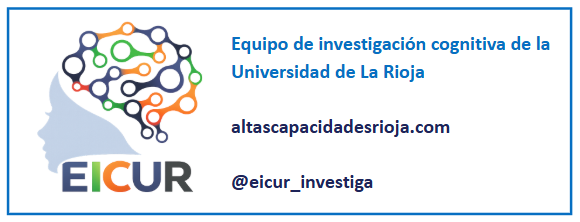 Equipo de investigación cognitiva de la
Universidad de La Rioja
altascapacidadesrioja.com
EICUR
@eicur_investiga